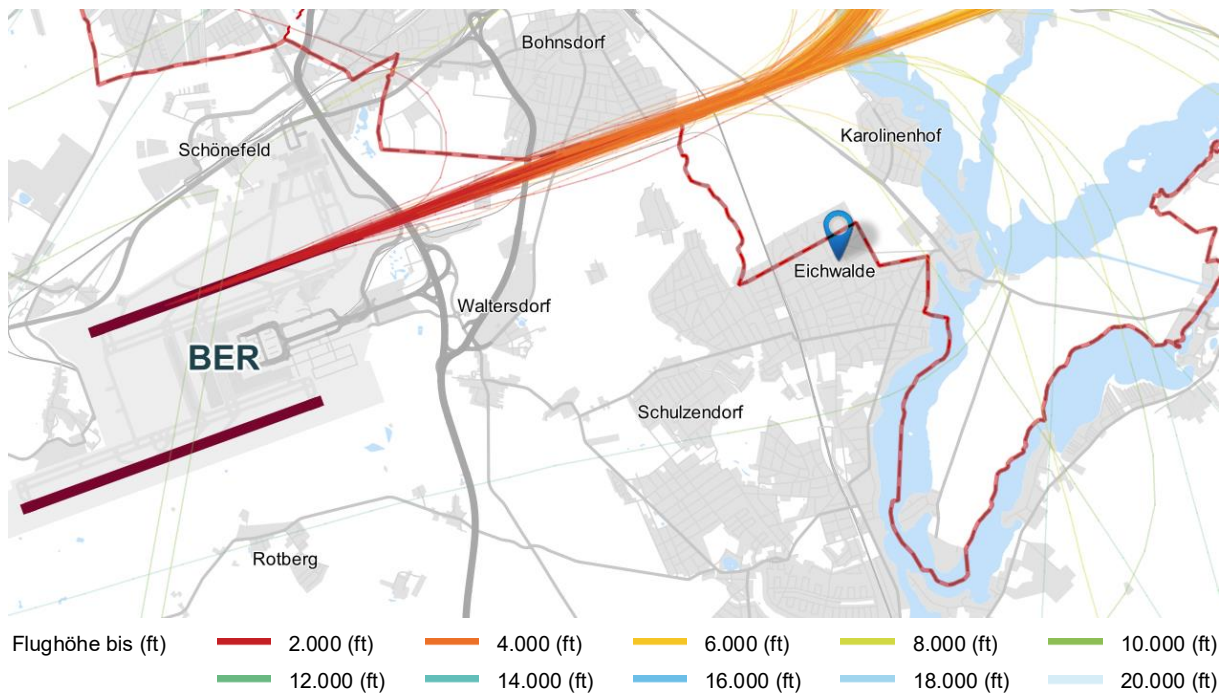 Bohnsdorf
Karolinenhof
Schönefeld
Eichwalde
Waltersdorf
BER
Schulzendorf
Rotberg
Flughöhe bis (ft) 2.000 (ft) 4.000 (ft) 6.000 (ft) 8.000 (ft) 10.000 (ft)
12.000 (ft) 14.000 (ft) 16.000 (ft) 18.000 (ft) 20.000 (ft)